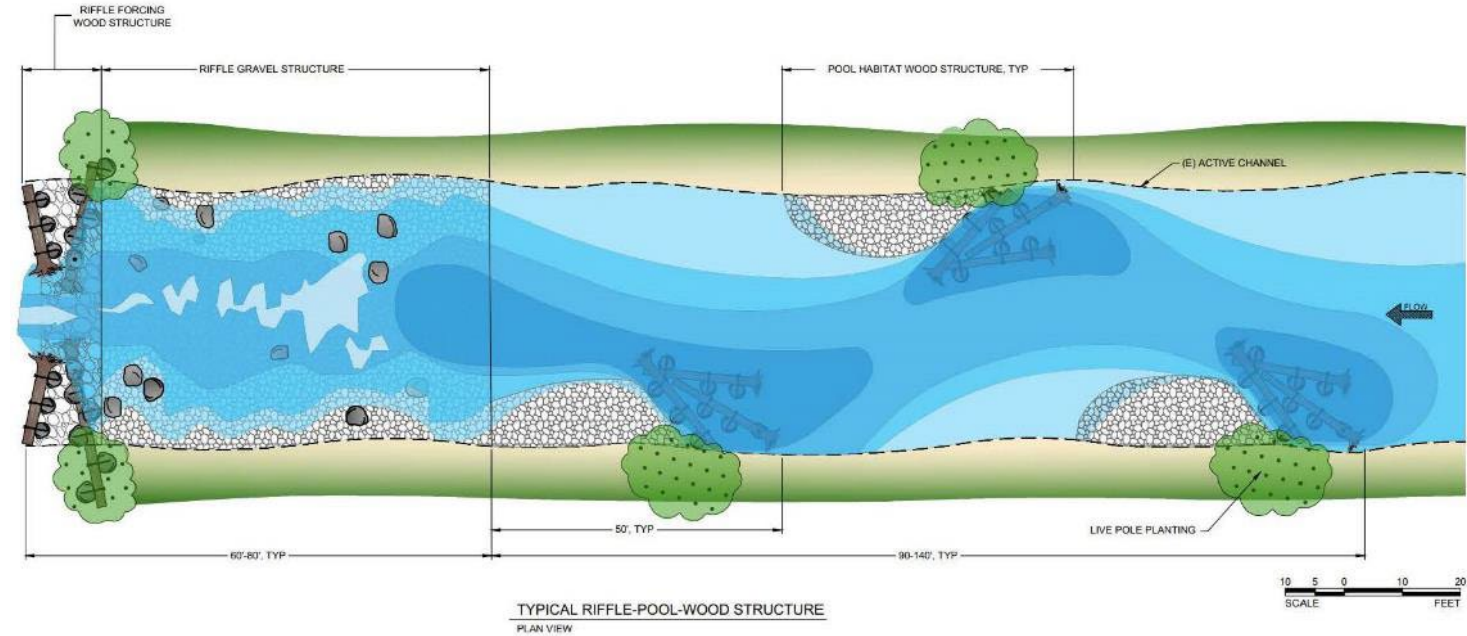 RIFFLE FORCING
WOOD STRUCTURE
RIFFLE GRAVEL STRUCTURE
POOL HABITAT WOOD STRUCTURE, TYP
(E) ACTIVE CHANNEL
FLOW
50', TYP
LIVE POLE PLANTING
60'-80', TYP
90-140', TYP
10 5 0 10 20
SCALE FEET
TYPICAL RIFFLE-POOL-WOOD STRUCTURE
PLAN VIEW